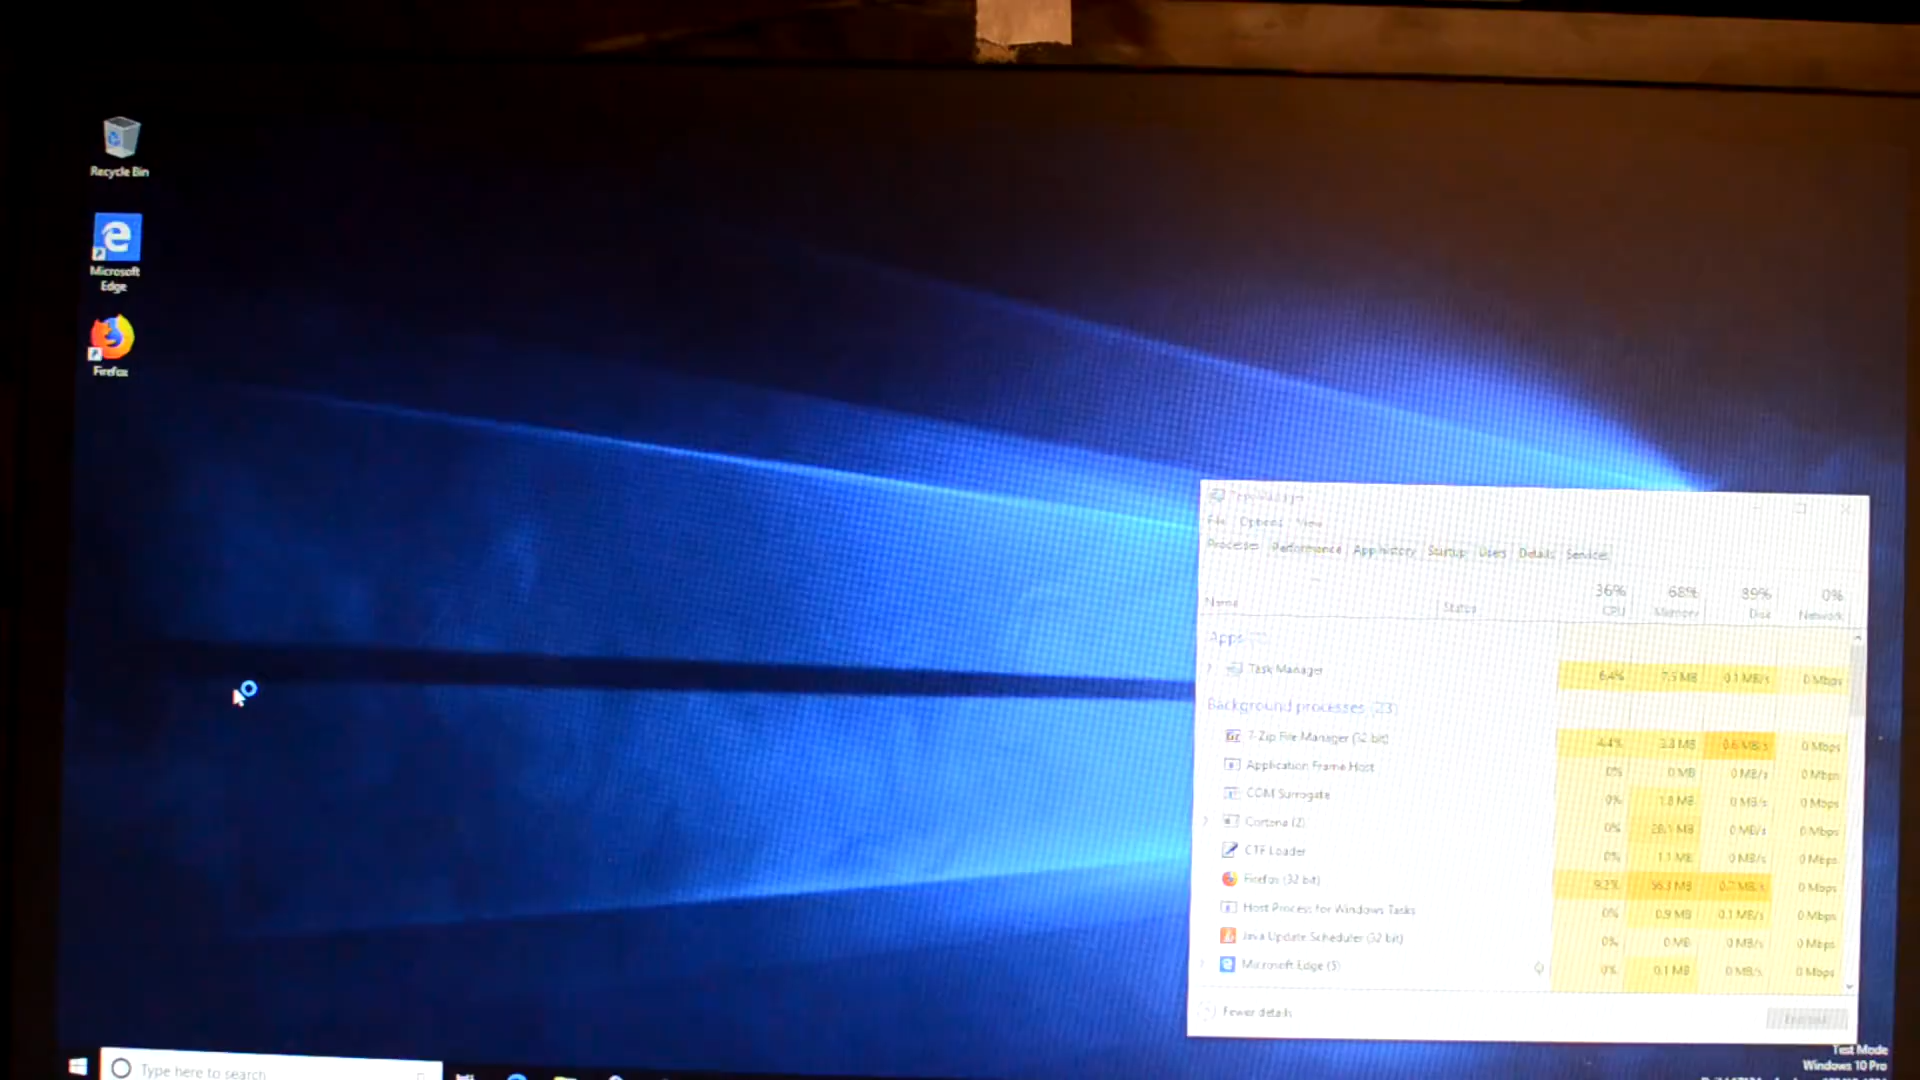 Recycle Bin
Microsoft
Edge
Firefox
Task Manager
File Options View
Processes Performance App history Startup Users Details Services
36% 68% 89% 0%
Name Status CPU Memory Disk Network
Apps
Task Manager 6.4% 7.5 MB 0.1 MB/s 0 Mbps
Background processes (23)
7-Zip File Manager (32 bit) 4.4% 3.8 MB 0.6 MB/s 0 Mbps
Application Frame Host 0% 0 MB 0 MB/s 0 Mbps
COM Surrogate 0% 1.8 MB 0 MB/s 0 Mbps
Cortana (2) 0% 28.1 MB 0 MB/s 0 Mbps
CTF Loader 0% 1.1 MB 0 MB/s 0 Mbps
Firefox (32 bit) 9.2% 56.3 MB 0.7 MB/s 0 Mbps
Host Process for Windows Tasks 0% 0.9 MB 0.1 MB/s 0 Mbps
Java Update Scheduler (32 bit) 0% 0 MB 0 MB/s 0 Mbps
Microsoft Edge (5) 0% 0.1 MB 0 MB/s 0 Mbps
Fewer details
Test Mode
Windows 10 Pro
Type here to search